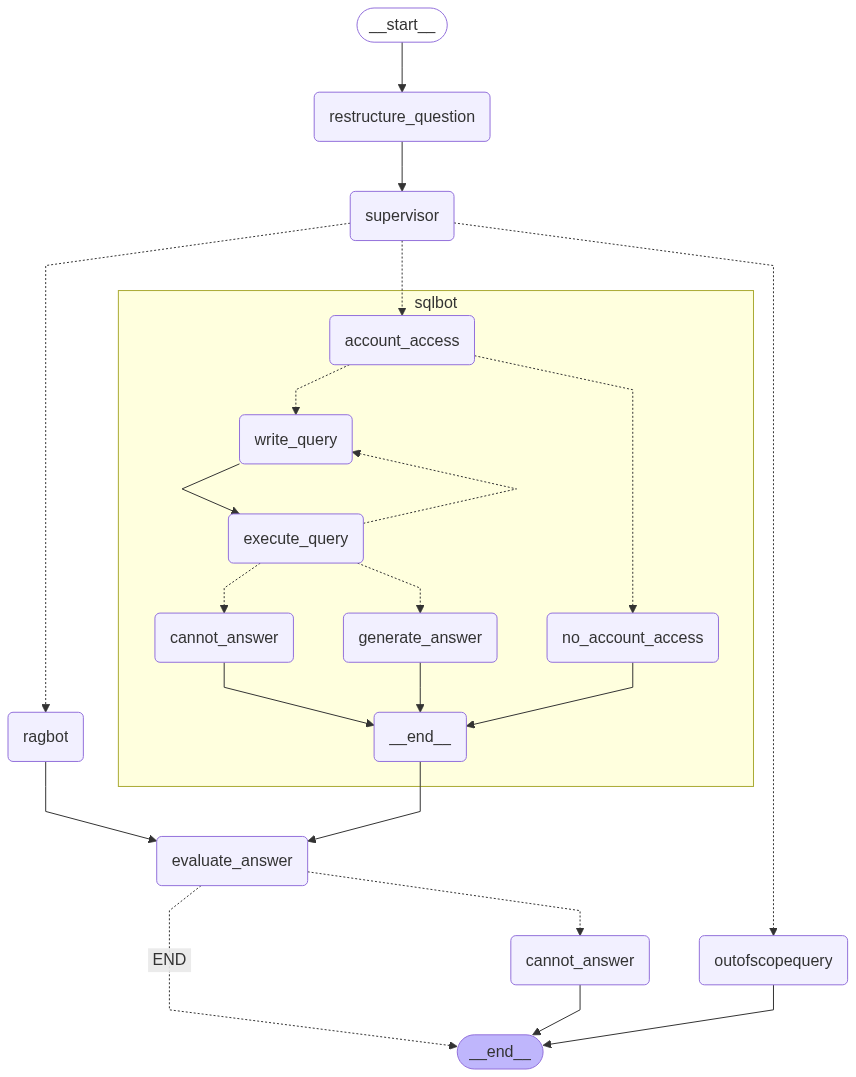 __start__
restructure_question
supervisor
sqlbot
account_access
write_query
execute_query
cannot_answer
generate_answer
no_account_access
ragbot
__end__
evaluate_answer
END
cannot_answer
outofscopequery
__end__